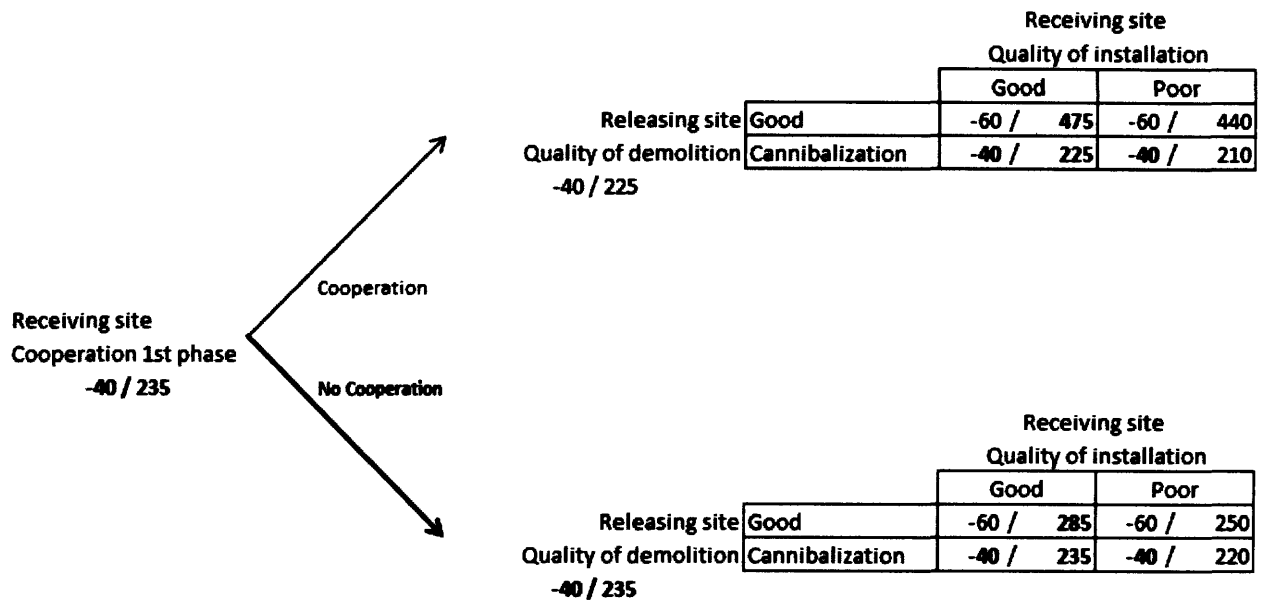 Receiving site
Quality of installation
Good Poor
Releasing site Good -60 / 475 -60 / 440
Quality of demolition Cannibalization -40 / 225 -40 / 210
-40 / 225
Cooperation
Receiving site
Cooperation 1st phase
-40 / 235
No Cooperation
Receiving site
Quality of installation
Good Poor
Releasing site Good -60 / 285 -60 / 250
Quality of demolition Cannibalization -40 / 235 -40 / 220
-40 / 235